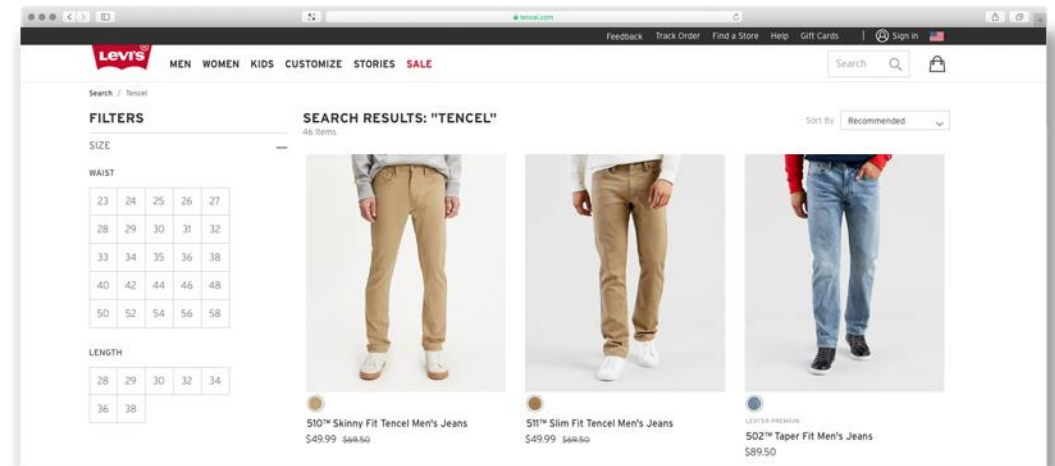 tencel.com
Feedback Track Order Find a Store Help Gift Cards | Sign in
Levi's®
MEN WOMEN KIDS CUSTOMIZE STORIES SALE
Search
Search / Tencel
FILTERS
SEARCH RESULTS: "TENCEL"
46 items
Sort By Recommended
SIZE
WAIST
23 24 25 26 27
28 29 30 31 32
33 34 35 36 38
40 42 44 46 48
50 52 54 56 58
LENGTH
28 29 30 32 34
36 38
510™ Skinny Fit Tencel Men's Jeans
$49.99 $69.50
511™ Slim Fit Tencel Men's Jeans
$49.99 $69.50
LEVI'S® PREMIUM
502™ Taper Fit Men's Jeans
$89.50